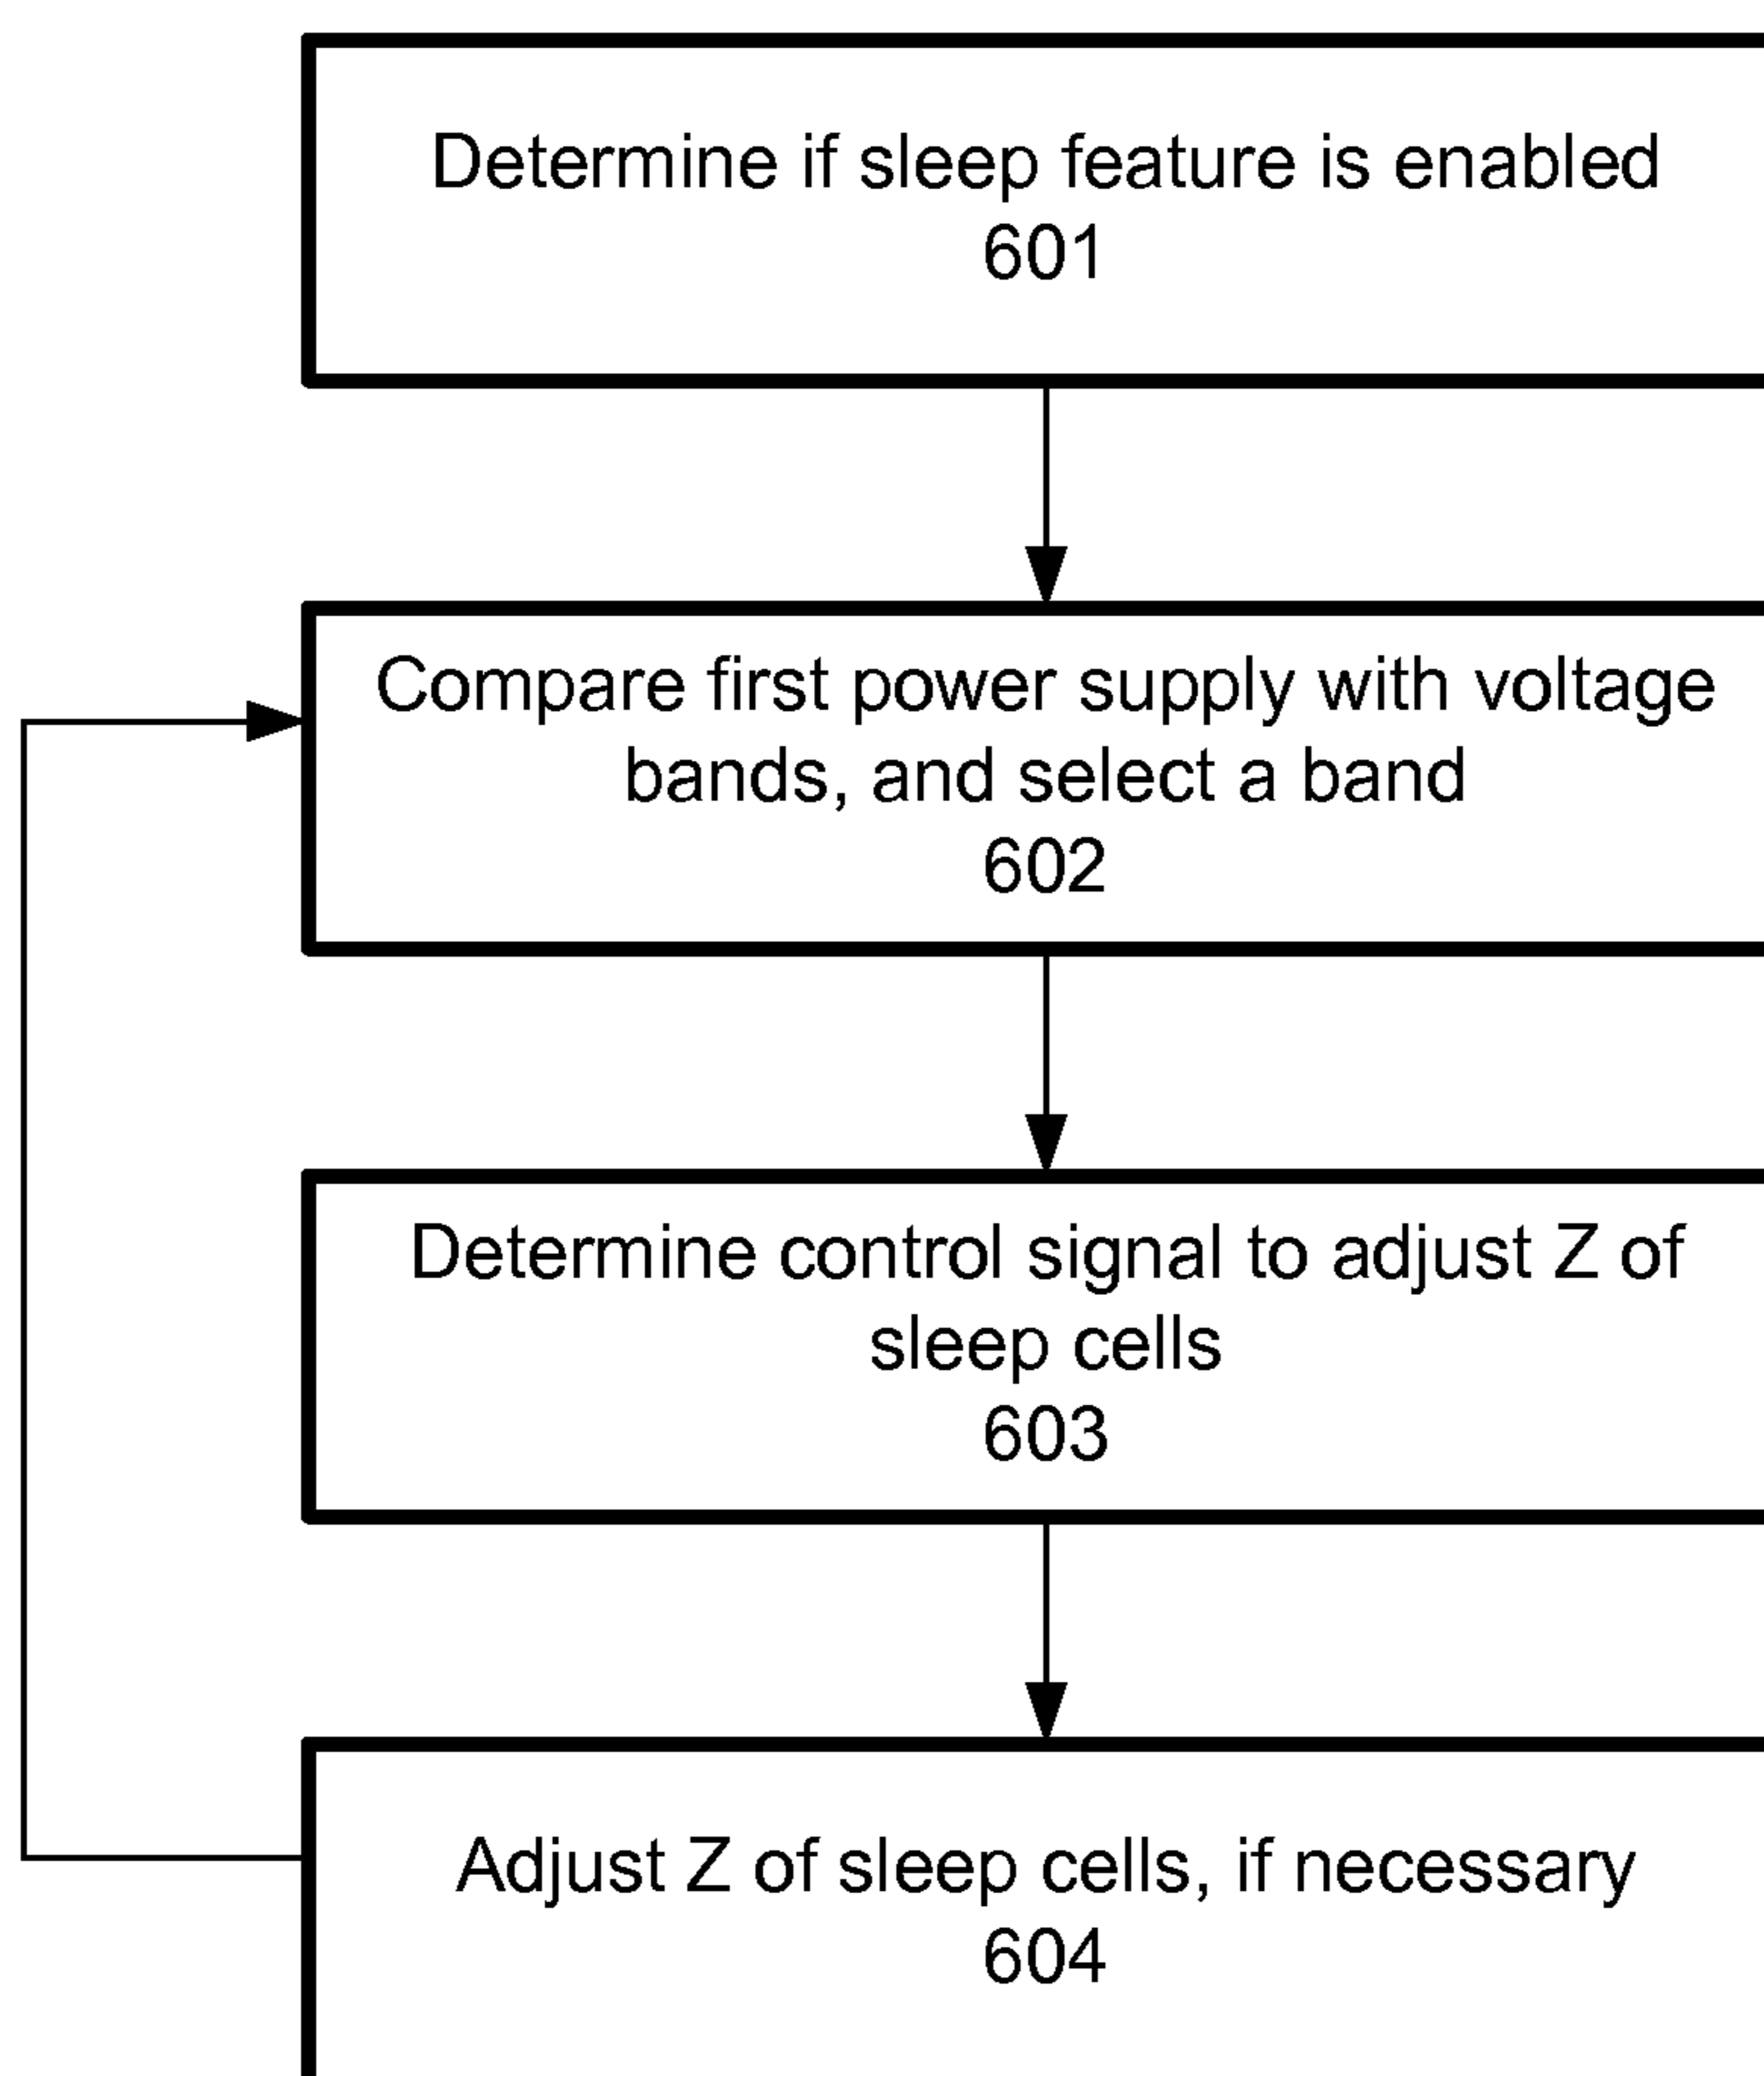 Determine if sleep feature is enabled
601
Compare first power supply with voltage
bands, and select a band
602
Determine control signal to adjust Z of
sleep cells
603
Adjust Z of sleep cells, if necessary
604